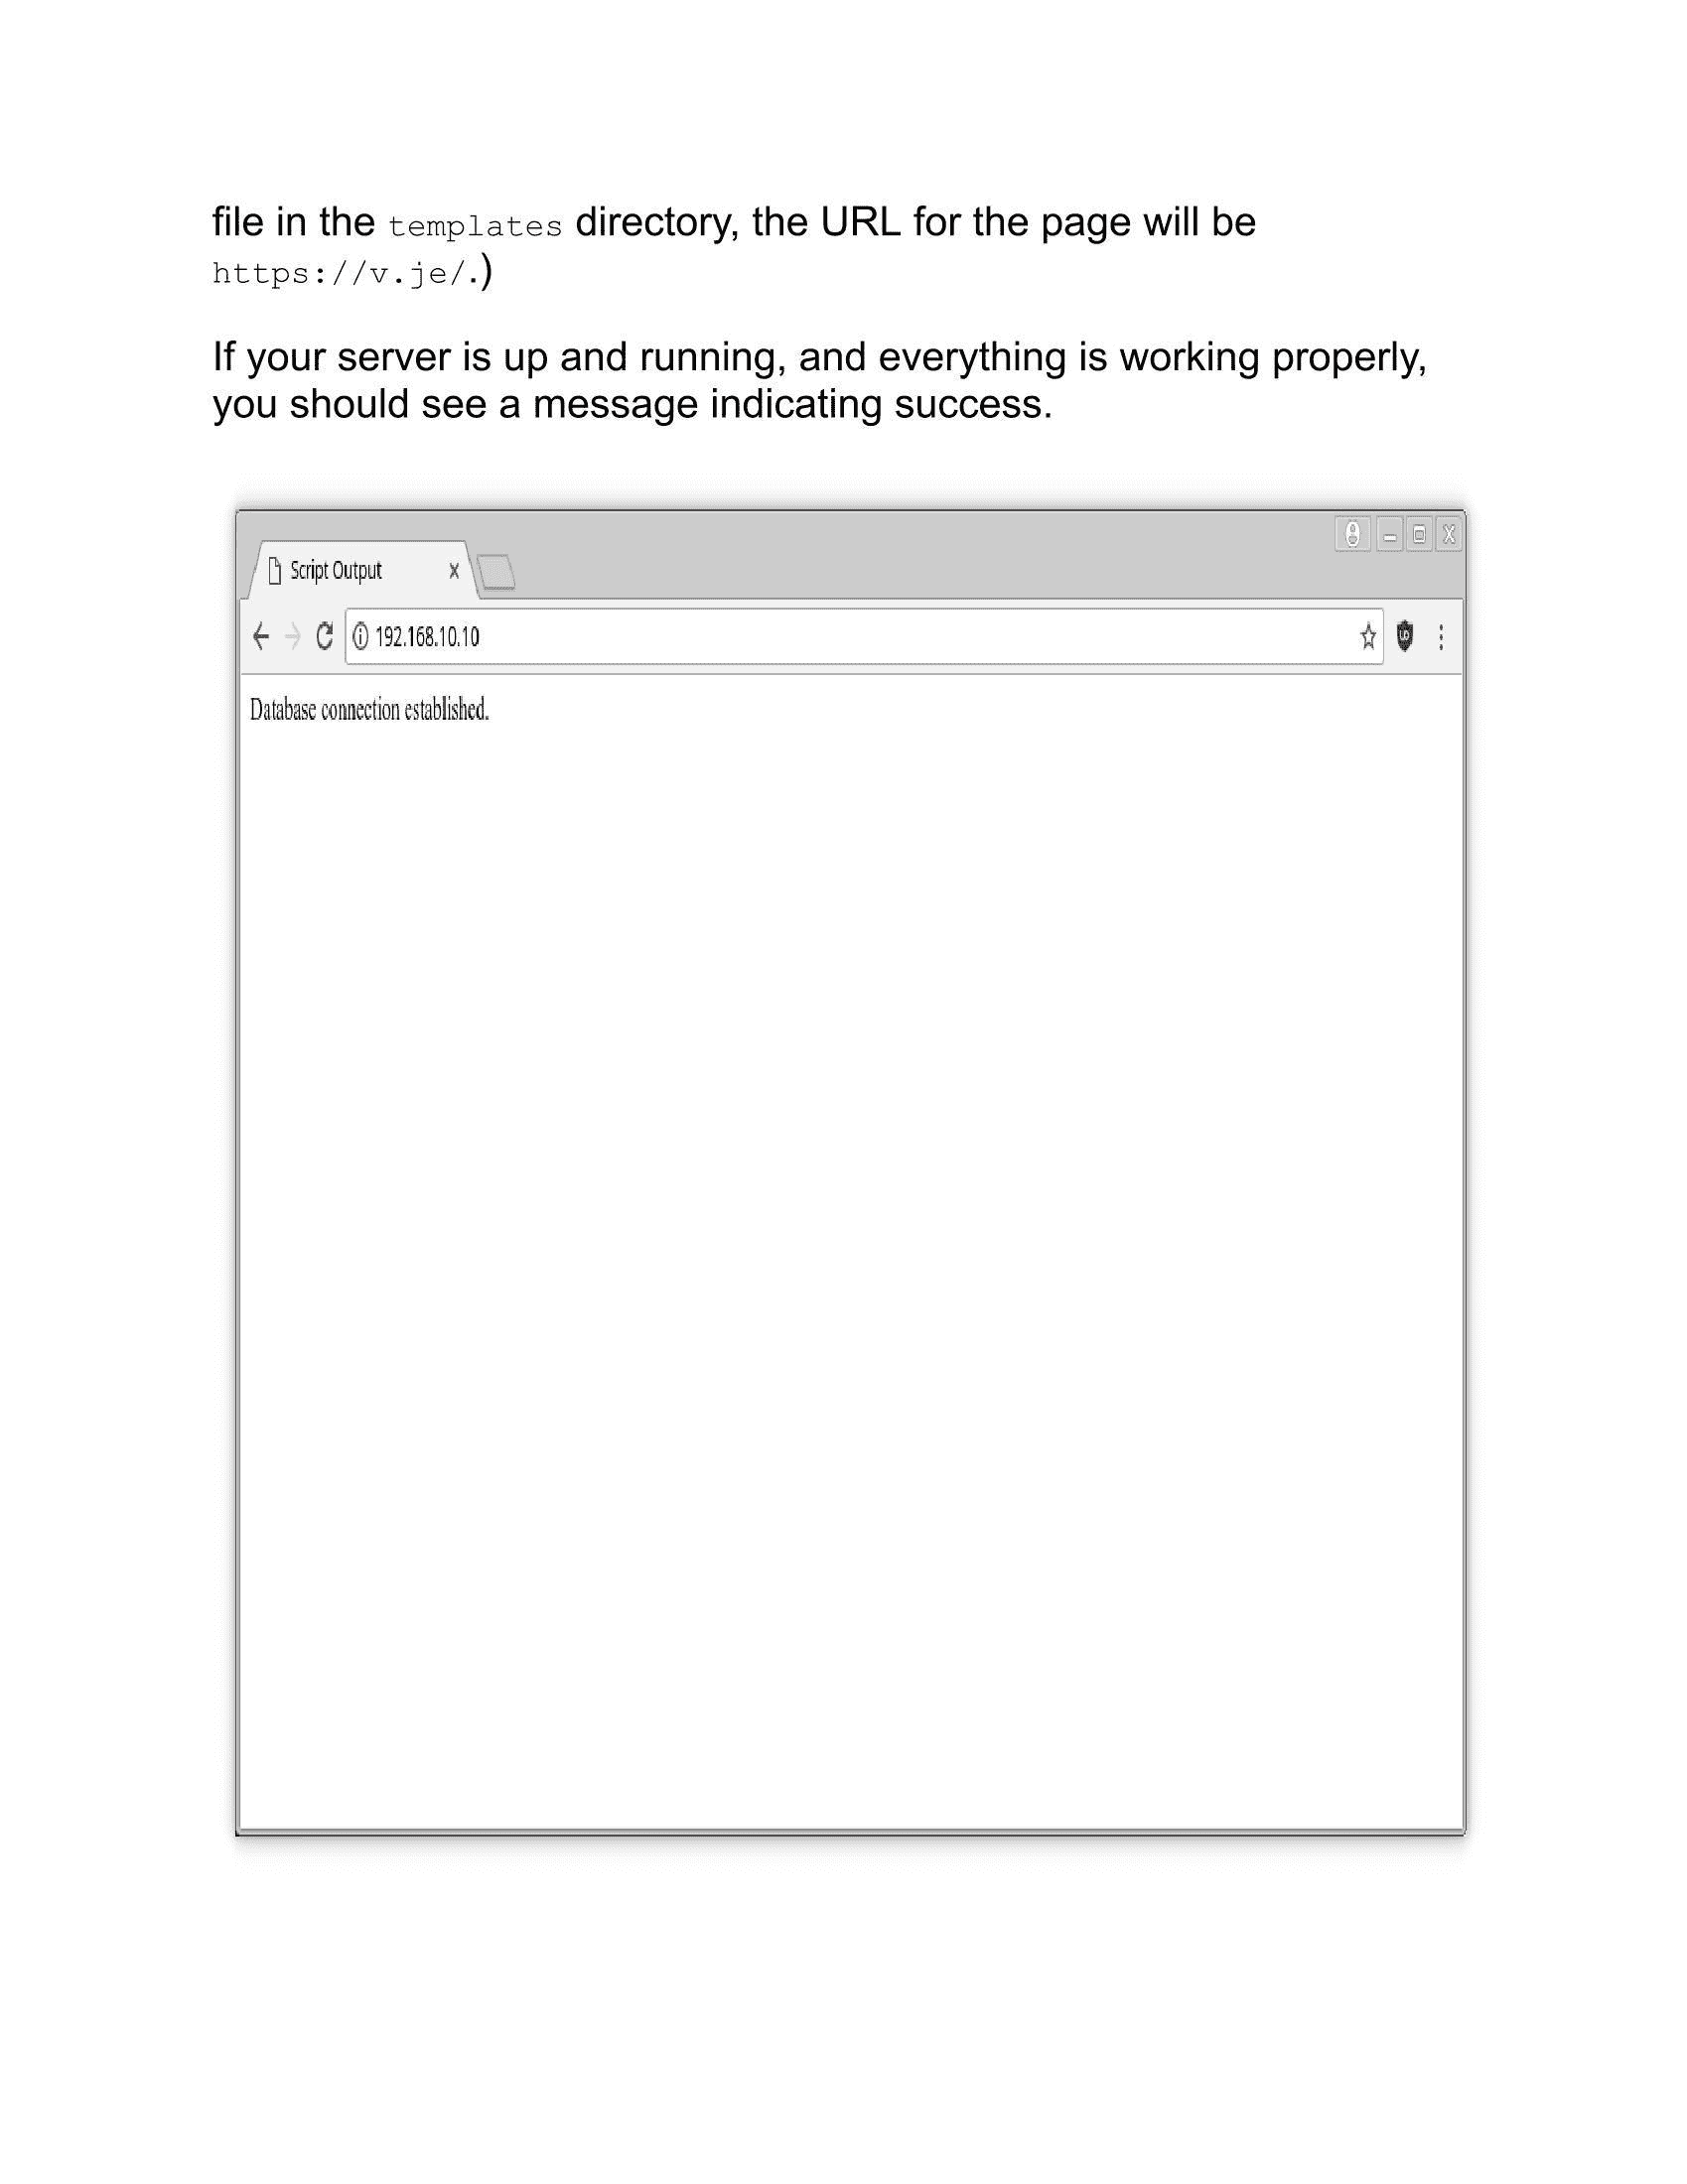 file in the templates directory, the URL for the page will be
https://v.je/.)
If your server is up and running, and everything is working properly,
you should see a message indicating success.
Script Output
192.168.10.10
Database connection established.